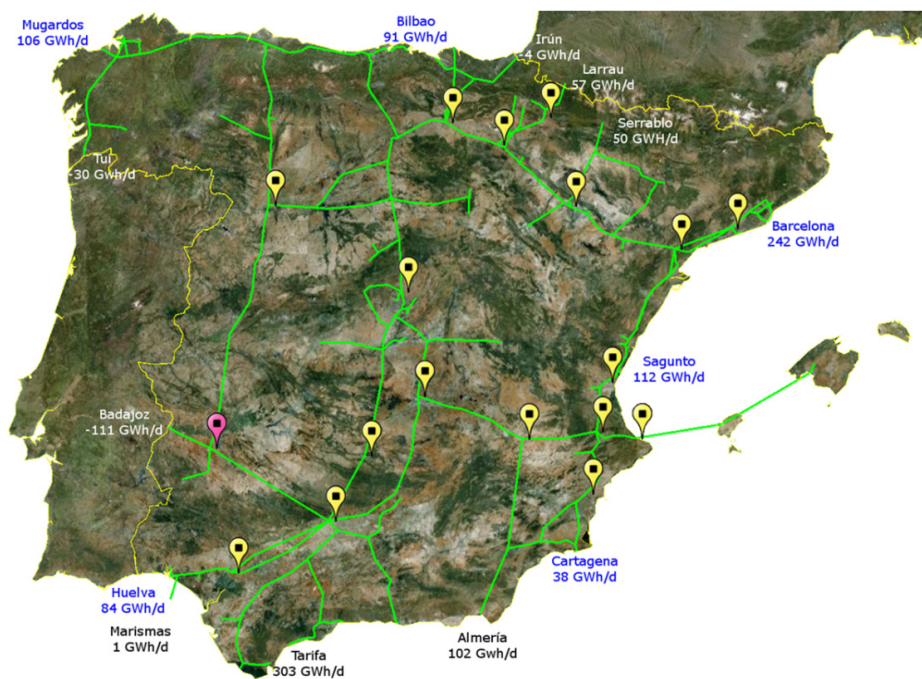 Mugardos
106 GWh/d
Bilbao
91 GWh/d
Irún
-4 GWh/d
Larrau
57 GWh/d
Serrablo
50 GWH/d
Tui
-30 Gwh/d
Barcelona
242 GWh/d
Sagunto
112 GWh/d
Badajoz
-111 GWh/d
Cartagena
38 GWh/d
Huelva
84 GWh/d
Marismas
1 GWh/d
Tarifa
303 GWh/d
Almería
102 Gwh/d